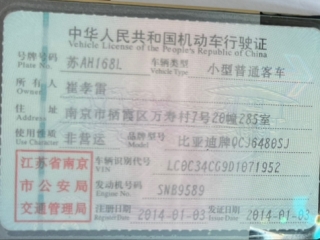 中华人民共和国机动车行驶证
Vehicle License of the People's Republic of China
号牌号码 苏AH168L 车辆类型 小型普通客车
Plate No. Vehicle Type
所有人 崔孝雷
Owner
住址 南京市栖霞区万寿村7号20幢285室
Address
使用性质 非营运 品牌型号 比亚迪牌QCJ6480SJ
Use Character Model
江苏省南京
市公安局
交通管理局
车辆识别代号 LC0C34CG9D1071952
VIN
发动机号码 SNB9589
Engine No.
注册日期 2014-01-03 发证日期 2014-01-03
Register Date Issue Date